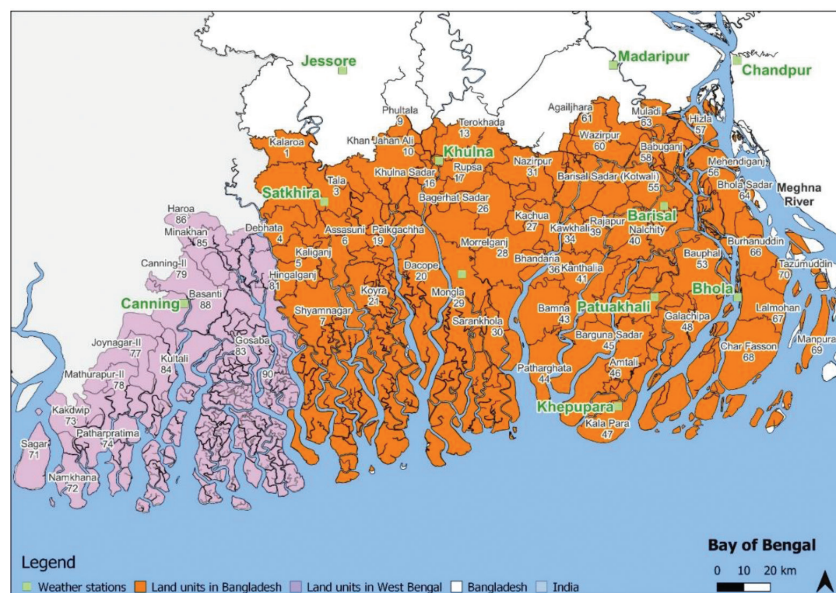 Jessore
Madaripur
Chandpur
Phultala
9
Terokhada
13
Agailjhara
61
Muladi
63
Hizla
57
Kalaroa
1
Khan Jahan Ali
10
Khulna
Wazirpur
60
Babuganj
58
Khulna Sadar
16
Rupsa
17
Nazirpur
31
Mehendiganj
56
Tala
3
Barisal Sadar (Kotwali)
55
Bhola Sadar
64
Meghna
River
Satkhira
Bagerhat Sadar
26
Haroa
86
Minakhan
85
Debhata
4
Assasuni
6
Paikgachha
19
Kachua
27
Kawkhali
34
Rajapur
39
Barisal
Nalchity
40
Canning-II
79
Kaliganj
5
Morrelganj
28
Bhandaria
36
Kanthalia
41
Bauphal
53
Burhanuddin
66
Tazumuddin
70
Hingalganj
81
Dacope
20
Koyra
21
Mongla
29
Canning
Basanti
88
Bhola
Shyamnagar
7
Sarankhola
30
Bamna
43
Patuakhali
Galachipa
48
Lalmohan
67
Manpura
69
Joynagar-II
77
Kultali
84
Gosaba
83
Barguna Sadar
45
Char Fasson
68
Mathurapur-II
78
90
Patharghata
44
Amtali
46
Kakdwip
73
Khepupara
Sagar
71
Patharpratima
74
Kala Para
47
Namkhana
72
Bay of Bengal
0 10 20 km
Legend
Weather stations Land units in Bangladesh Land units in West Bengal Bangladesh India